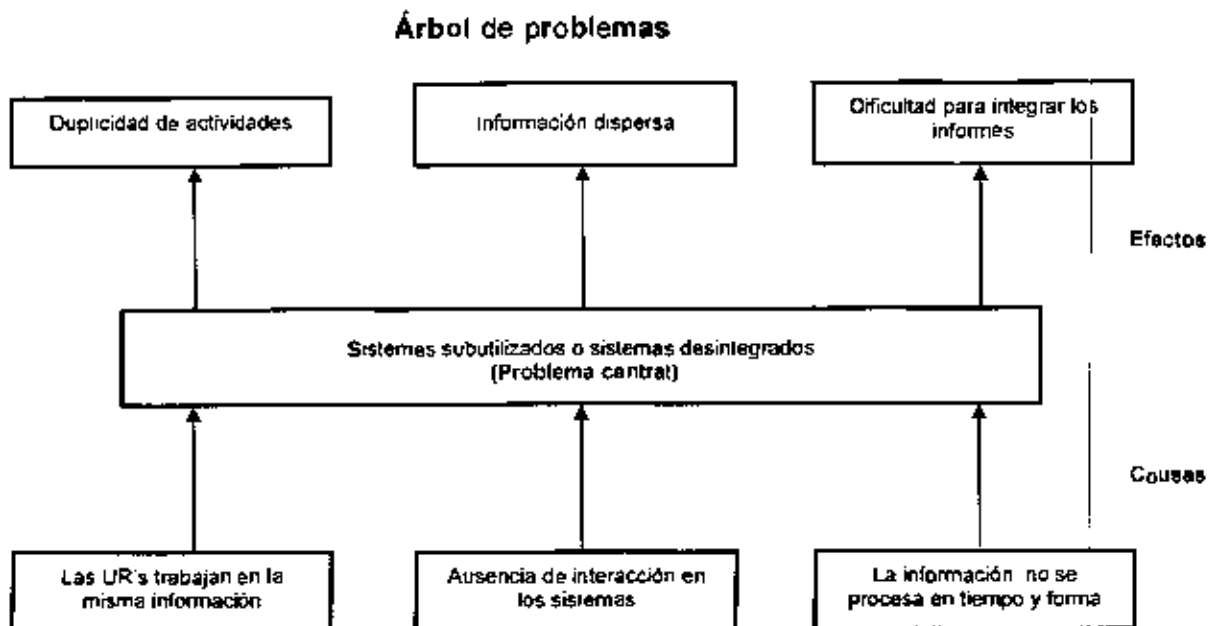 Árbol de problemas
Duplicidad de actividades
Información dispersa
Dificultad para integrar los
informes
Efectos
Sistemas subutilizados o sistemas desintegrados
(Problema central)
Causas
Las UR's trabajan en la
misma información
Ausencia de interacción en
los sistemas
La información no se
procesa en tiempo y forma